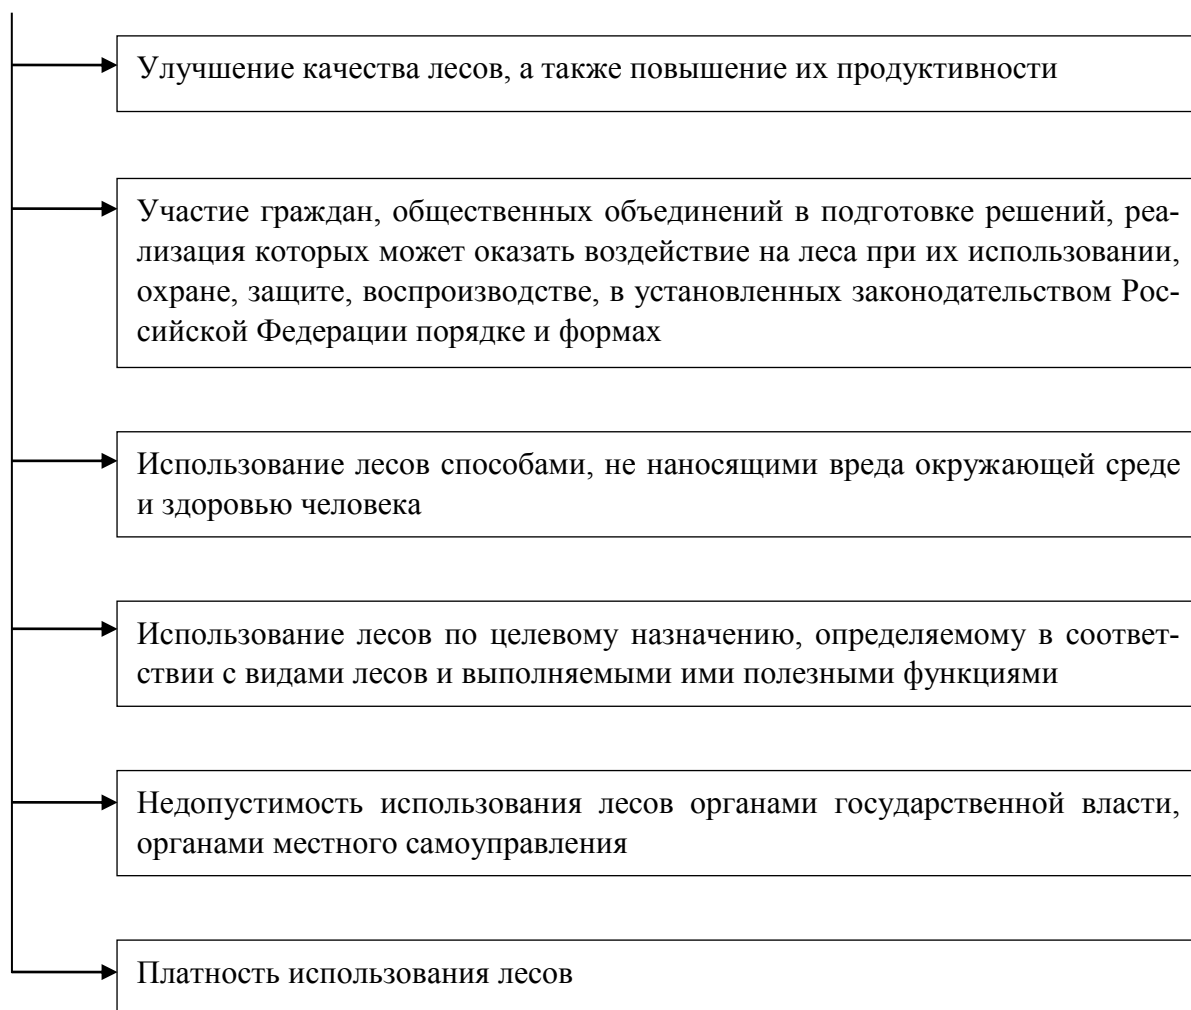 Улучшение качества лесов, а также повышение их продуктивности
Участие граждан, общественных объединений в подготовке решений, реа-
лизация которых может оказать воздействие на леса при их использовании,
охране, защите, воспроизводстве, в установленных законодательством Рос-
сийской Федерации порядке и формах
Использование лесов способами, не наносящими вреда окружающей среде
и здоровью человека
Использование лесов по целевому назначению, определяемому в соответ-
ствии с видами лесов и выполняемыми ими полезными функциями
Недопустимость использования лесов органами государственной власти,
органами местного самоуправления
Платность использования лесов